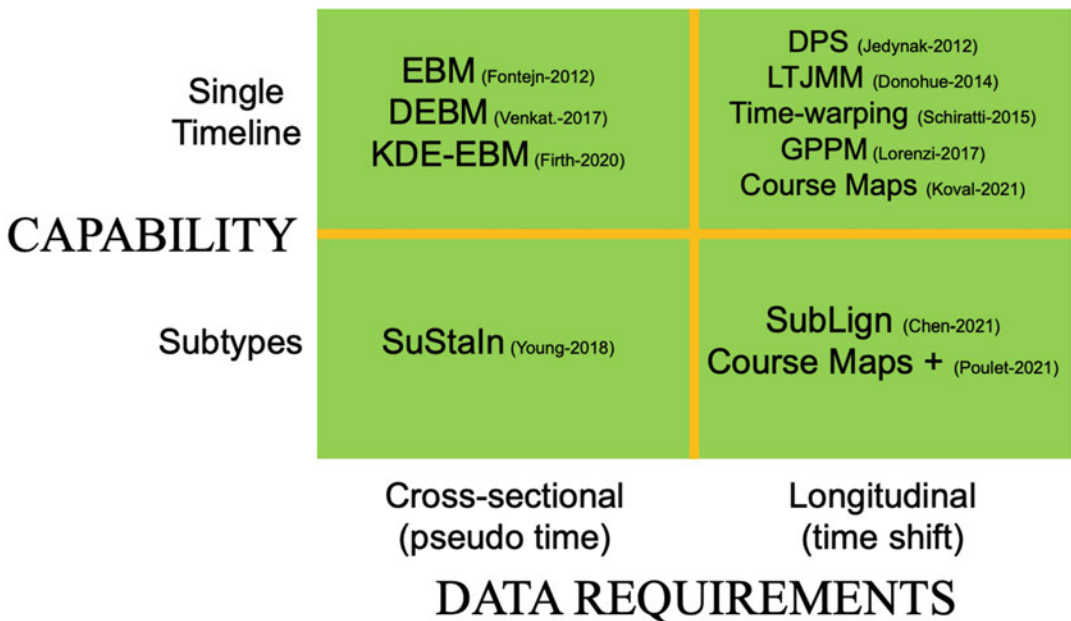 Single
Timeline
EBM (Fontejn-2012)
DEBM (Venkat.-2017)
KDE-EBM (Firth-2020)
DPS (Jedynak-2012)
LTJMM (Donohue-2014)
Time-warping (Schiratti-2015)
GPPM (Lorenzi-2017)
Course Maps (Koval-2021)
CAPABILITY
Subtypes
SuStaIn (Young-2018)
SubLign (Chen-2021)
Course Maps + (Poulet-2021)
Cross-sectional
(pseudo time)
Longitudinal
(time shift)
DATA REQUIREMENTS